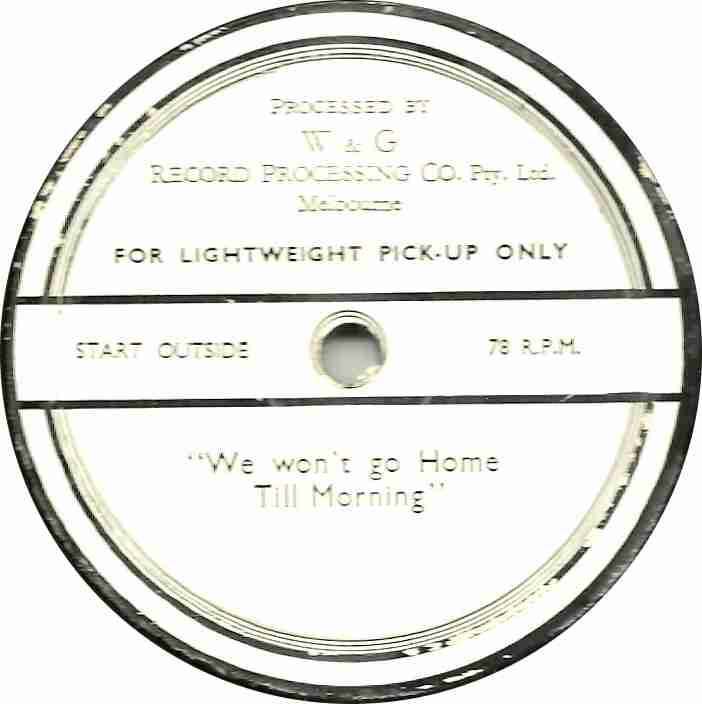 PROCESSED BY
W & G
RECORD PROCESSING CO. Pty. Ltd.
Melbourne
FOR LIGHTWEIGHT PICK-UP ONLY
START OUTSIDE 78 R.P.M.
"We won't go Home
Till Morning"